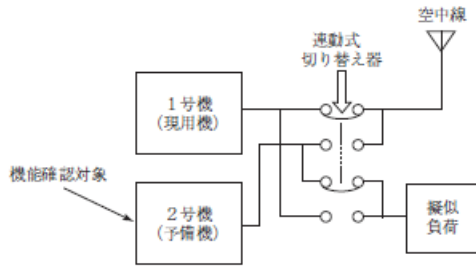 空中線
連動式
切り替え器
1号機
(現用機)
機能確認対象
2号機
(予備機)
擬似
負荷